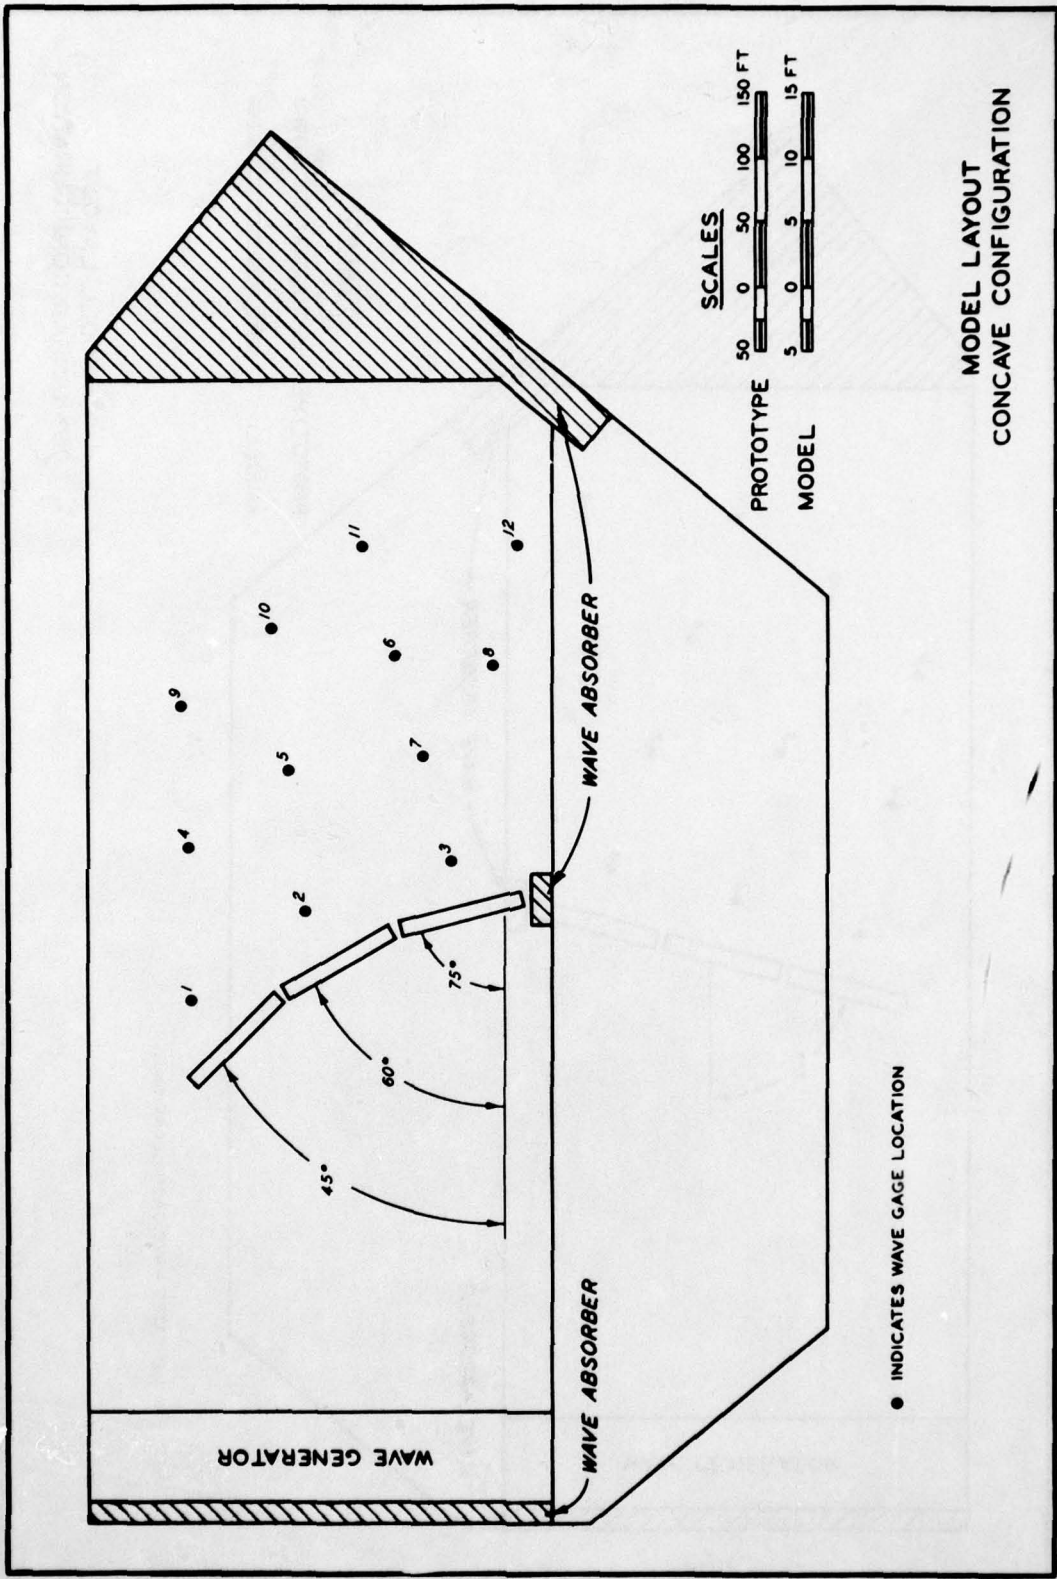 WAVE GENERATOR
WAVE ABSORBER
45°
60°
75°
1
2
3
4
5
6
7
8
9
10
11
12
WAVE ABSORBER
SCALES
PROTOTYPE 50 0 50 100 150 FT
MODEL 5 0 5 10 15 FT
● INDICATES WAVE GAGE LOCATION
MODEL LAYOUT
CONCAVE CONFIGURATION